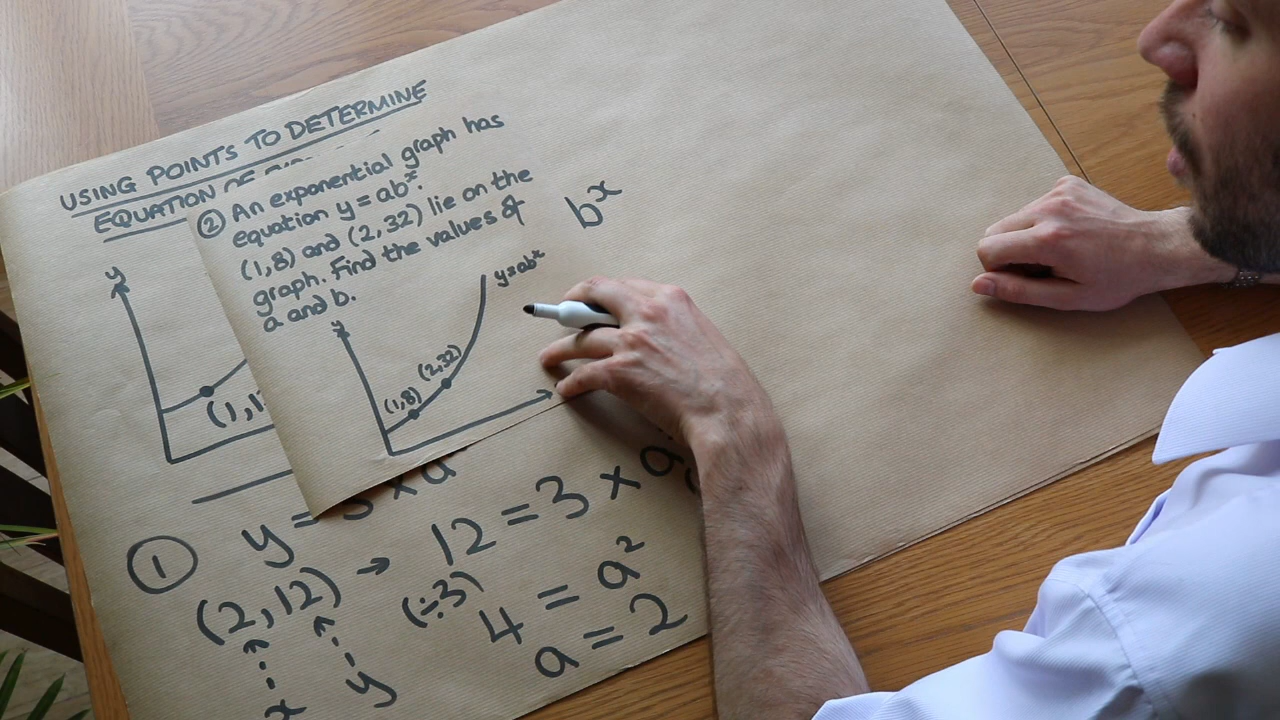 USING POINTS TO DETERMINE
EQUATION OF
② An exponential graph has
equation y = abˣ.
(1,8) and (2,32) lie on the
graph. Find the values of
a and b.
bˣ
y=abˣ
y
(2,32)
(1,8)
y
(1,1
① y = 3 × a
12 = 3 × a
(2,12) →
(÷3) 4 = a²
a = 2
x y